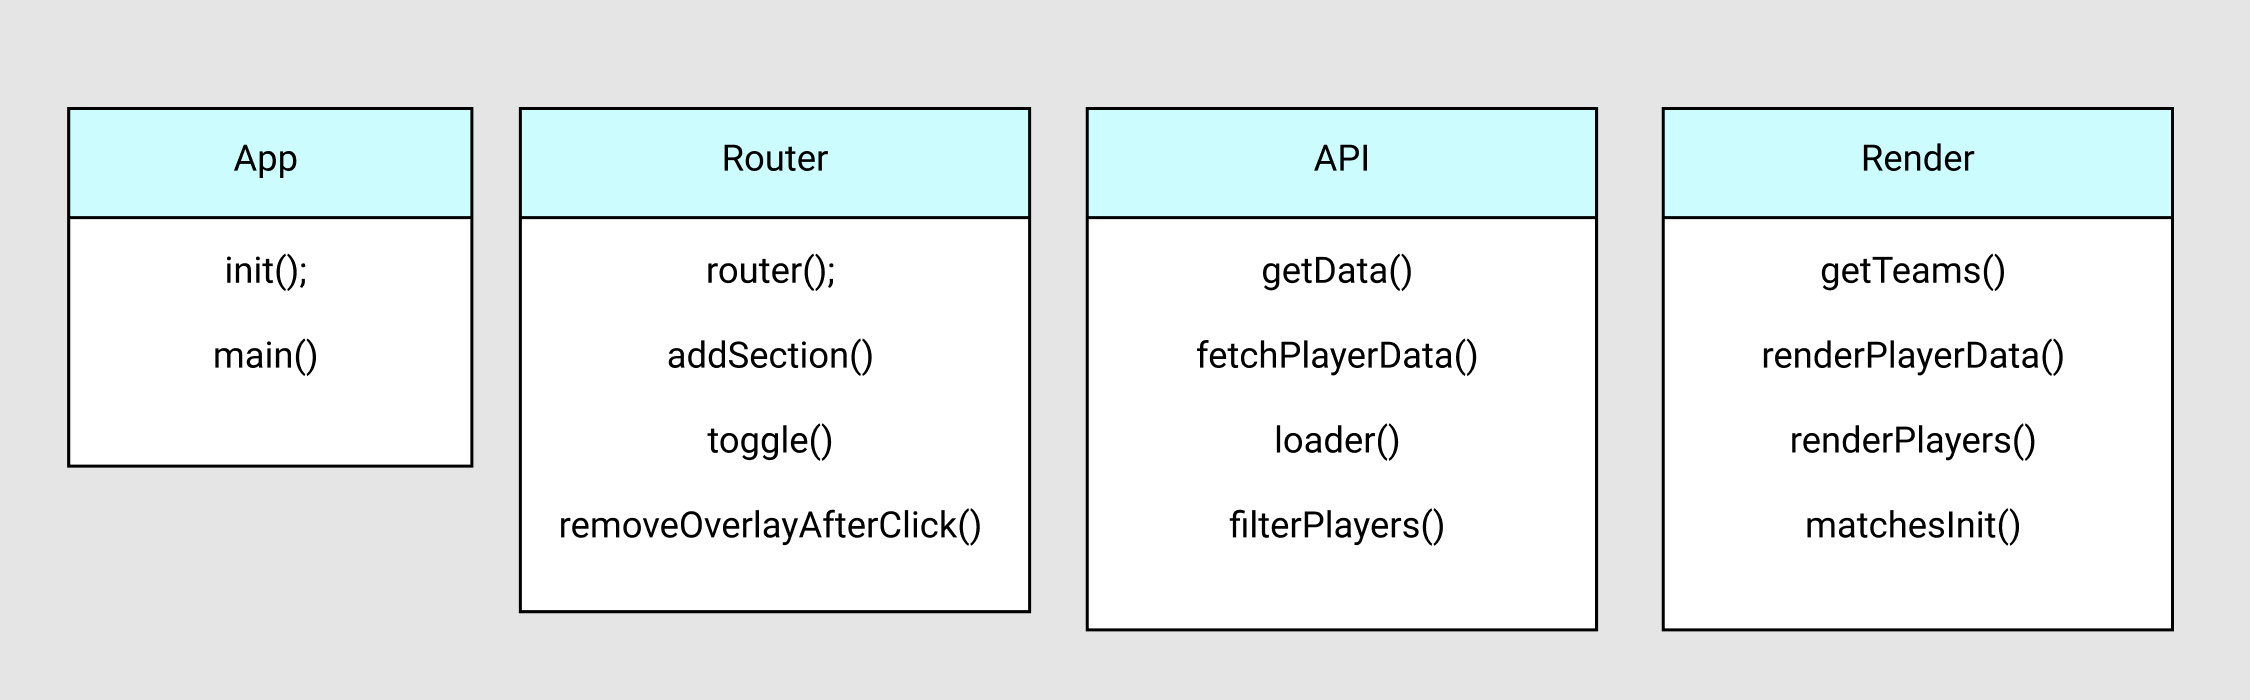 App
init();
main()
Router
router();
addSection()
toggle()
removeOverlayAfterClick()
API
getData()
fetchPlayerData()
loader()
filterPlayers()
Render
getTeams()
renderPlayerData()
renderPlayers()
matchesInit()